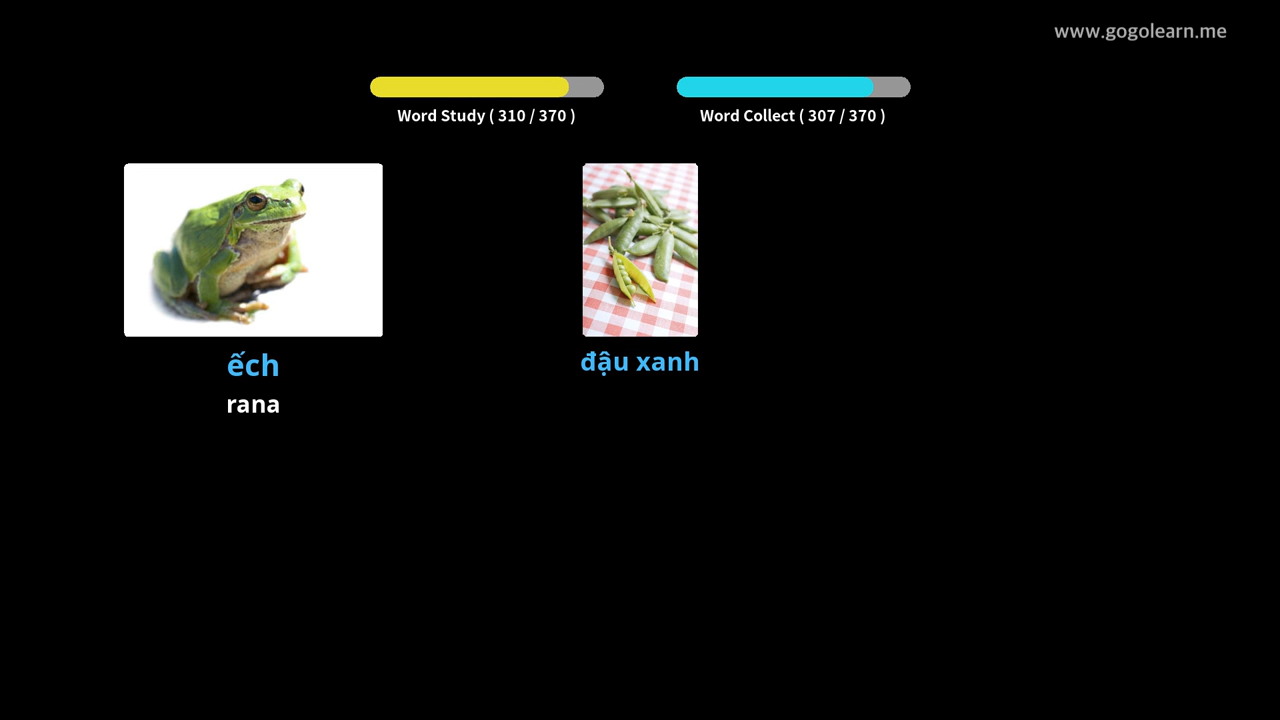 www.gogolearn.me
Word Study ( 310 / 370 )
Word Collect ( 307 / 370 )
ếch
rana
đậu xanh